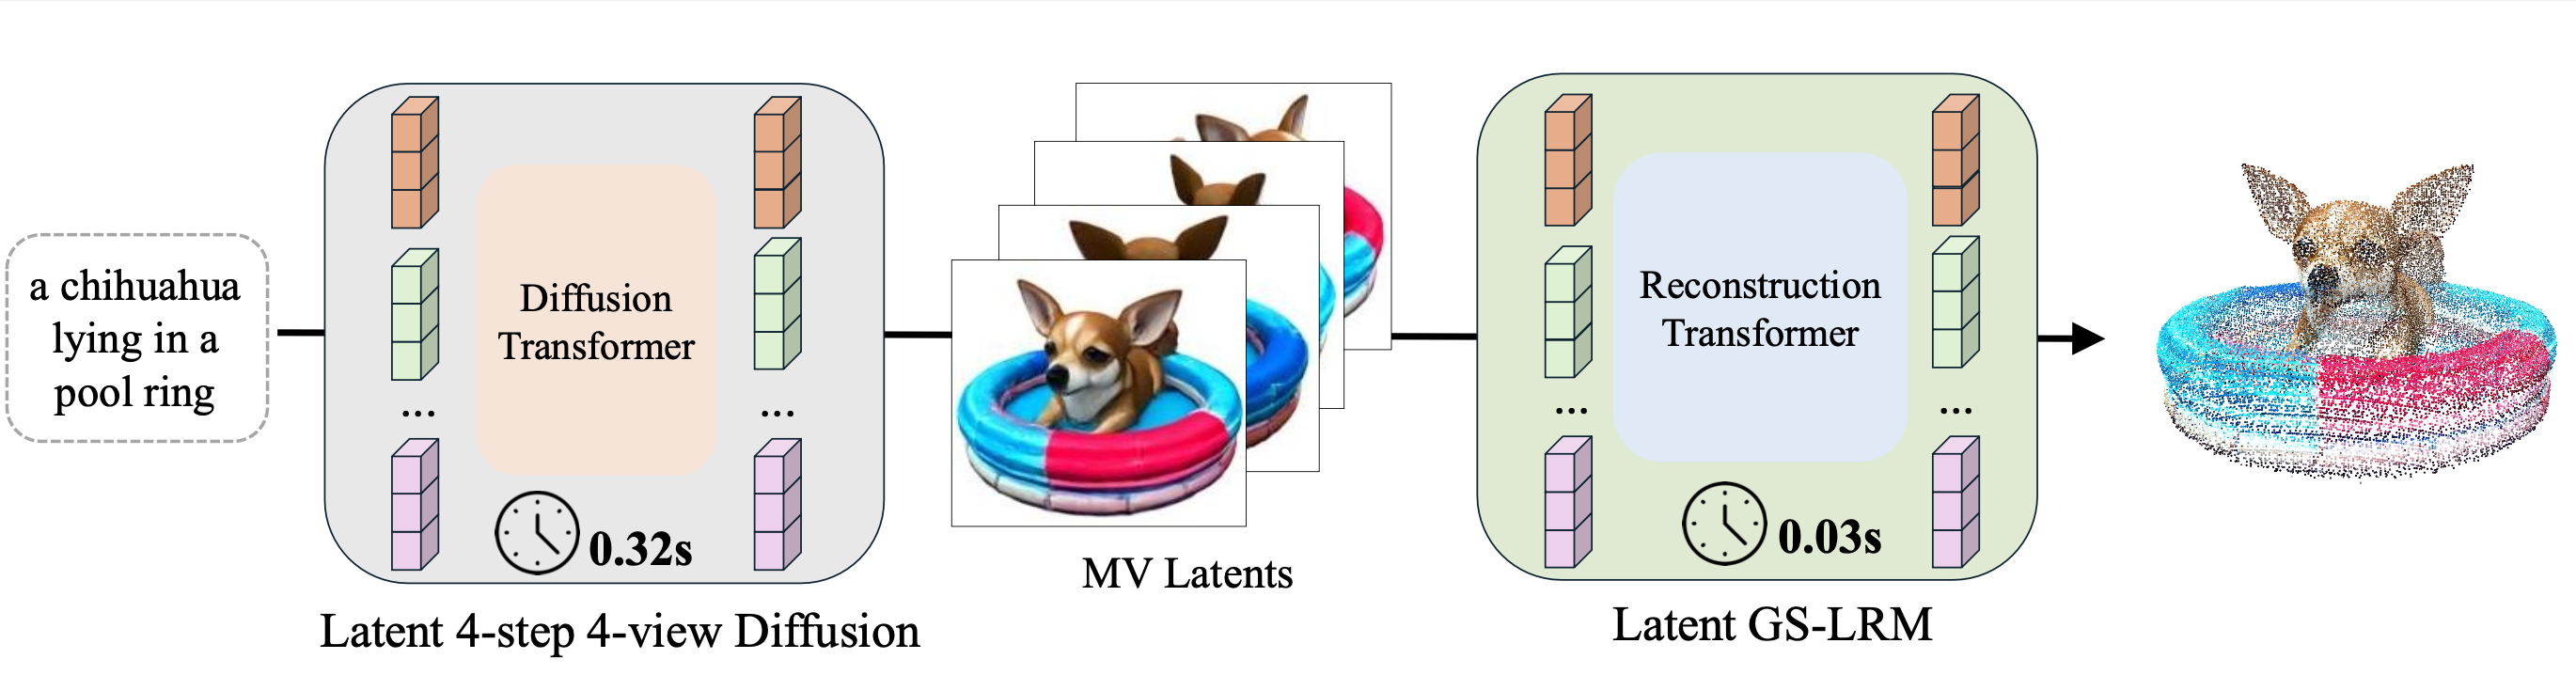 a chihuahua
lying in a
pool ring
Diffusion
Transformer
...
...
0.32s
Latent 4-step 4-view Diffusion
MV Latents
Reconstruction
Transformer
...
...
0.03s
Latent GS-LRM